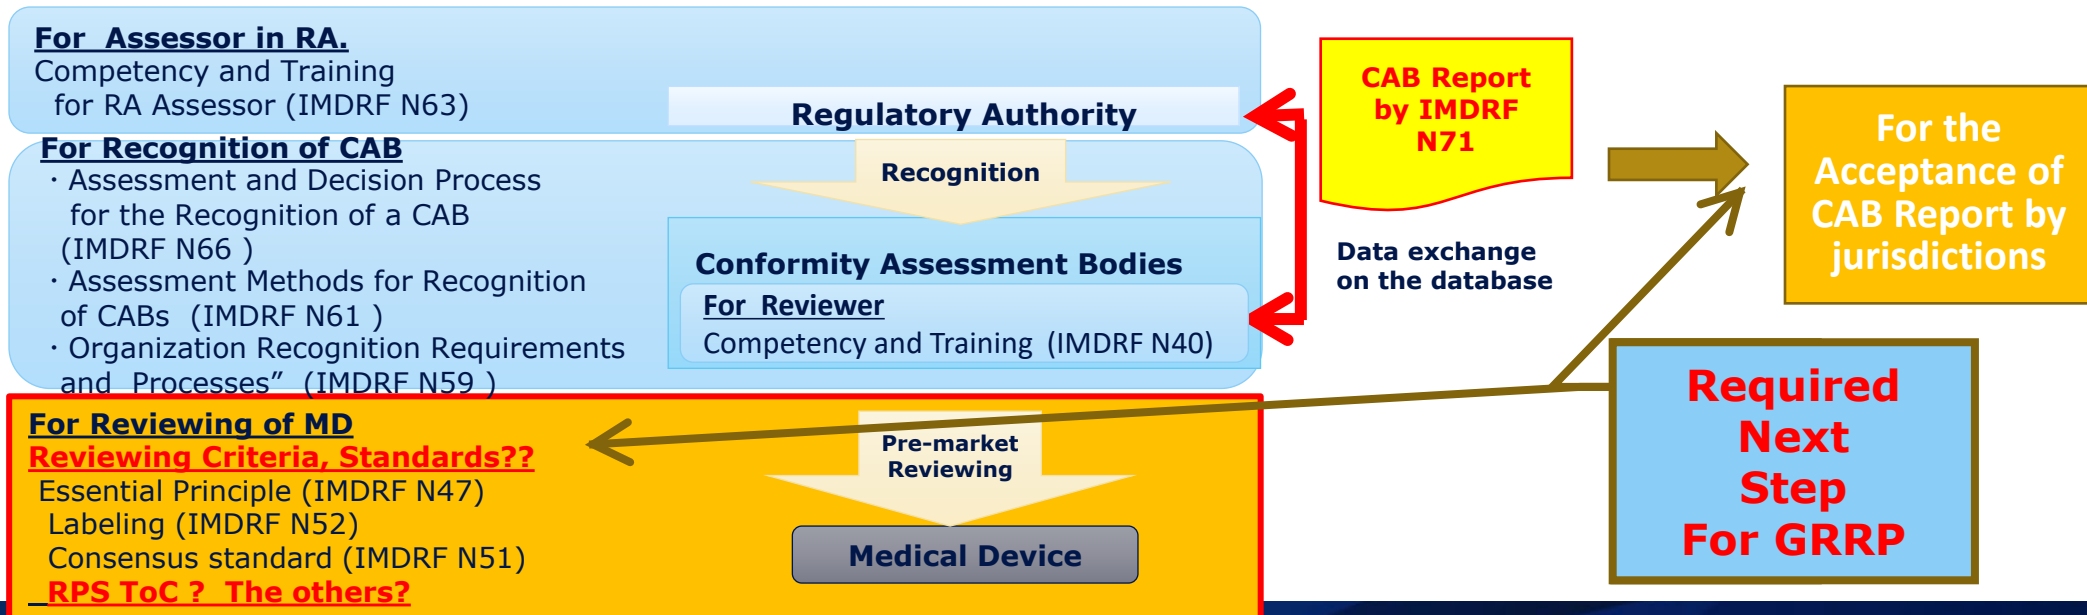 For Assessor in RA.
Competency and Training
for RA Assessor (IMDRF N63)
Regulatory Authority
For Recognition of CAB
・Assessment and Decision Process
for the Recognition of a CAB
(IMDRF N66 )
・Assessment Methods for Recognition
of CABs (IMDRF N61 )
・Organization Recognition Requirements
and Processes” (IMDRF N59 )
Recognition
Conformity Assessment Bodies
For Reviewer
Competency and Training (IMDRF N40)
For Reviewing of MD
Reviewing Criteria, Standards??
Essential Principle (IMDRF N47)
Labeling (IMDRF N52)
Consensus standard (IMDRF N51)
RPS ToC ? The others?
Pre-market
Reviewing
Medical Device
CAB Report
by IMDRF
N71
Data exchange
on the database
For the
Acceptance of
CAB Report by
jurisdictions
Required
Next
Step
For GRRP